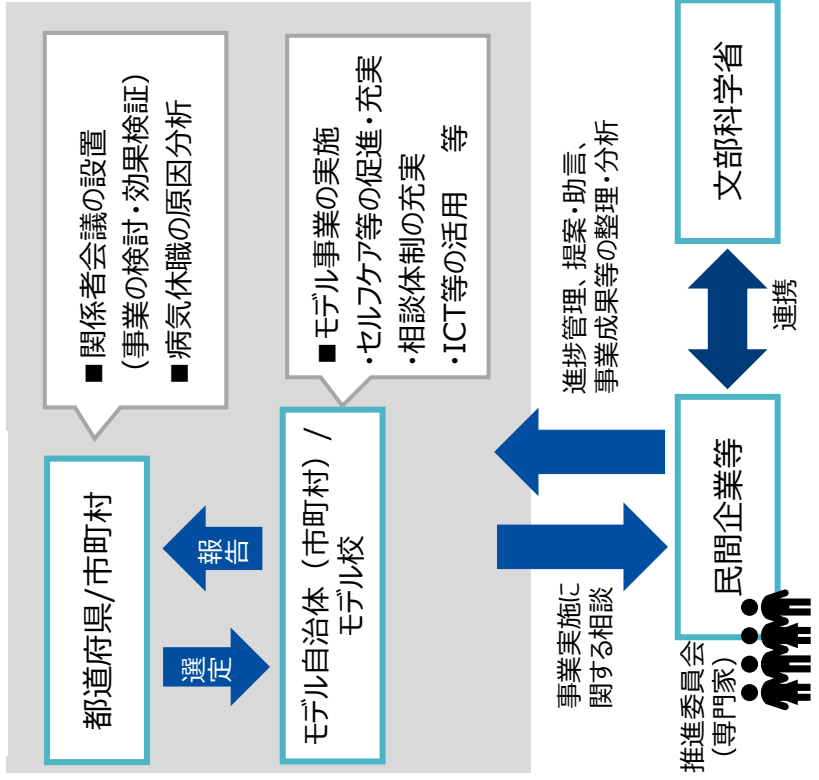 都道府県/市町村
■関係者会議の設置
(事業の検討・効果検証)
■病気休職の原因分析
選定
報告
モデル自治体（市町村）/
モデル校
■モデル事業の実施
・セルフケア等の促進・充実
・相談体制の充実
・ICT等の活用　等
事業実施に
関する相談
進捗管理、提案・助言、
事業成果等の整理・分析
推進委員会
(専門家)
民間企業等
連携
文部科学省